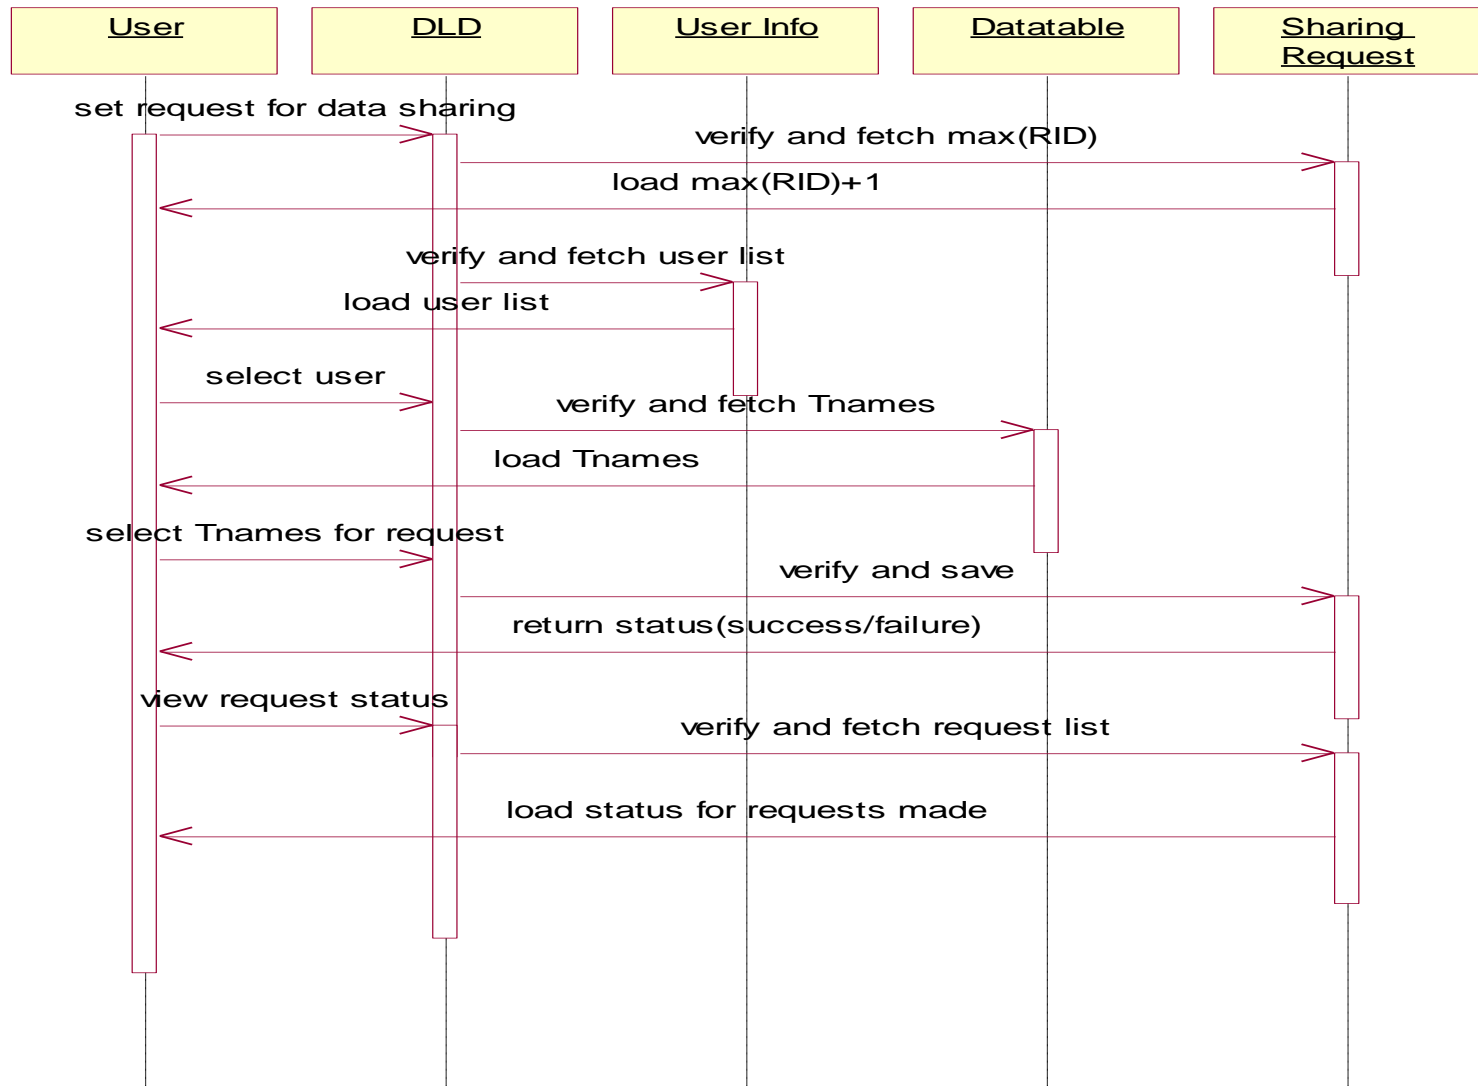 User
DLD
User Info
Datatable
Sharing
Request
set request for data sharing
verify and fetch max(RID)
load max(RID)+1
verify and fetch user list
load user list
select user
verify and fetch Tnames
load Tnames
select Tnames for request
verify and save
return status(success/failure)
view request status
verify and fetch request list
load status for requests made